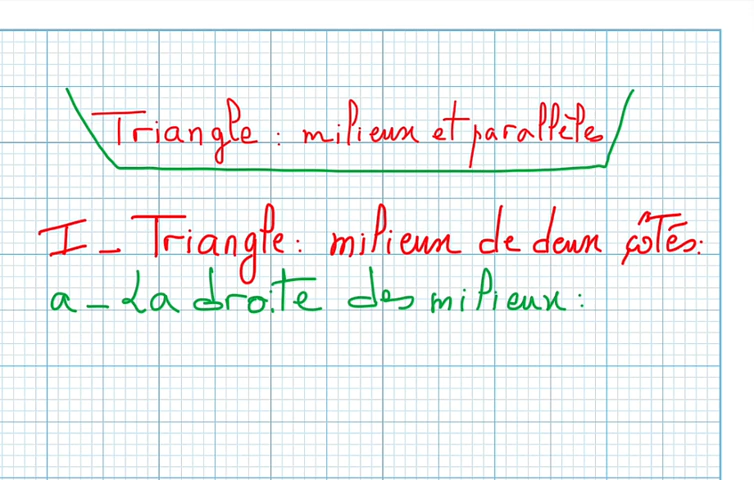 Triangle : milieux et parallèles
I - Triangle : milieux de deux côtés.
a - La droite des milieux :